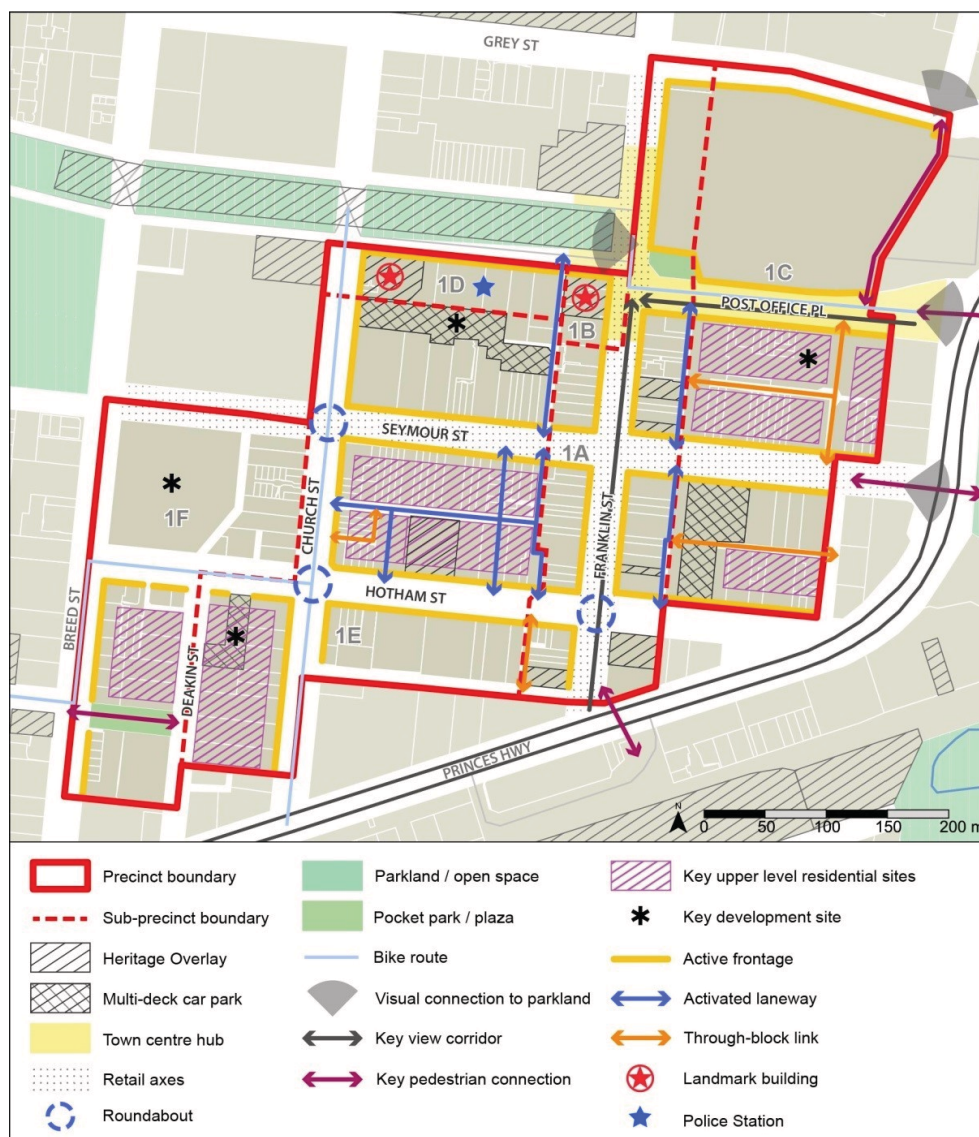 GREY ST
1C
POST OFFICE PL
1D
1B
SEYMOUR ST
1A
1F
CHURCH ST
FRANKLIN ST
HOTHAM ST
BREED ST
DEAKIN ST
1E
PRINCES HWY
N
0 50 100 150 200 m
Precinct boundary
Parkland / open space
Key upper level residential sites
Sub-precinct boundary
Pocket park / plaza
Key development site
Heritage Overlay
Bike route
Active frontage
Multi-deck car park
Visual connection to parkland
Activated laneway
Town centre hub
Key view corridor
Through-block link
Retail axes
Key pedestrian connection
Landmark building
Roundabout
Police Station